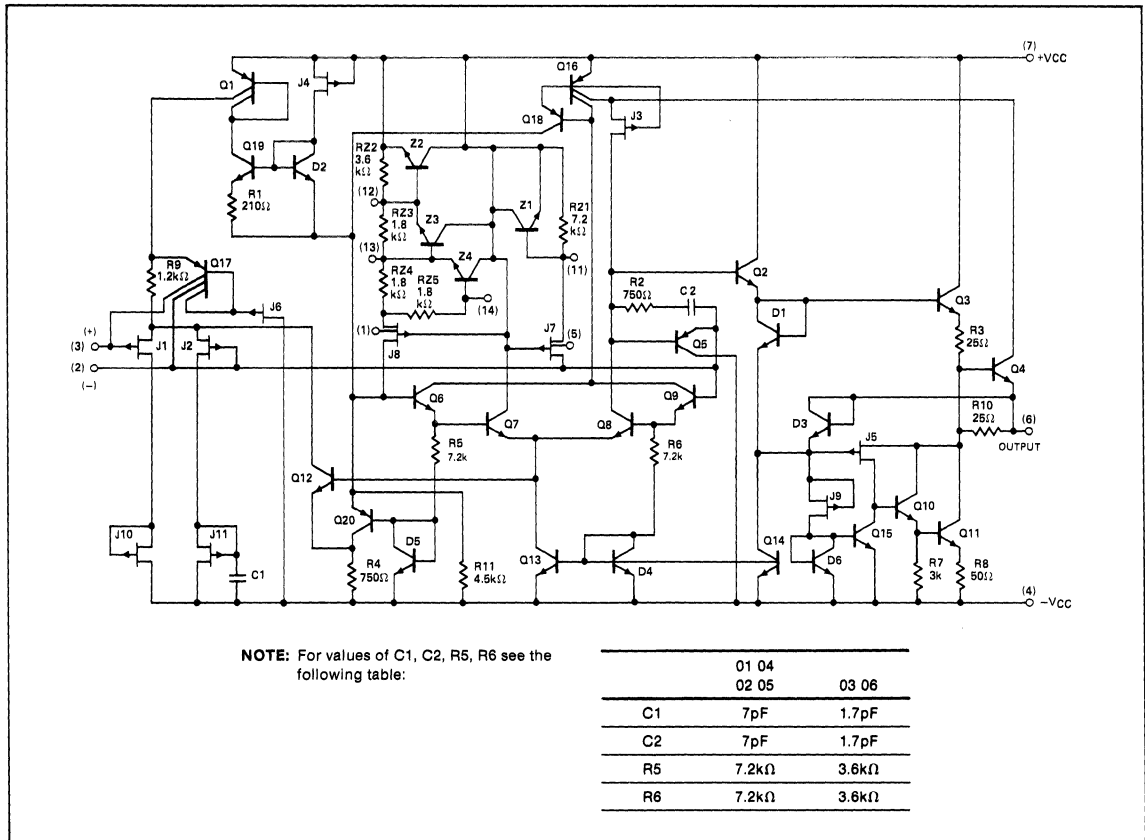 (7)
+VCC
Q1
J4
Q16
Q18
J3
Q19
D2
R1
210Ω
RZ2
3.6
kΩ
Z2
(12)
RZ3
1.8
kΩ
Z3
Z1
R21
7.2
kΩ
(13)
Z4
(11)
RZ4
1.8
kΩ
RZ5
1.8
kΩ
(14)
R9
1.2kΩ
Q17
J6
(+)
(3)
J1
J2
(2)
(−)
(1)
J8
J7
(5)
R2
750Ω
C2
Q5
Q2
D1
Q3
R3
25Ω
Q4
R10
25Ω
(6)
OUTPUT
Q6
Q7
Q8
Q9
R5
7.2k
R6
7.2k
D3
J5
J9
Q10
Q11
Q12
Q20
D5
R4
750Ω
R11
4.5kΩ
Q13
D4
Q14
D6
Q15
R7
3k
R8
50Ω
J10
J11
C1
(4)
−VCC
NOTE: For values of C1, C2, R5, R6 see the
following table:
01 04
02 05 03 06
C1 7pF 1.7pF
C2 7pF 1.7pF
R5 7.2kΩ 3.6kΩ
R6 7.2kΩ 3.6kΩ